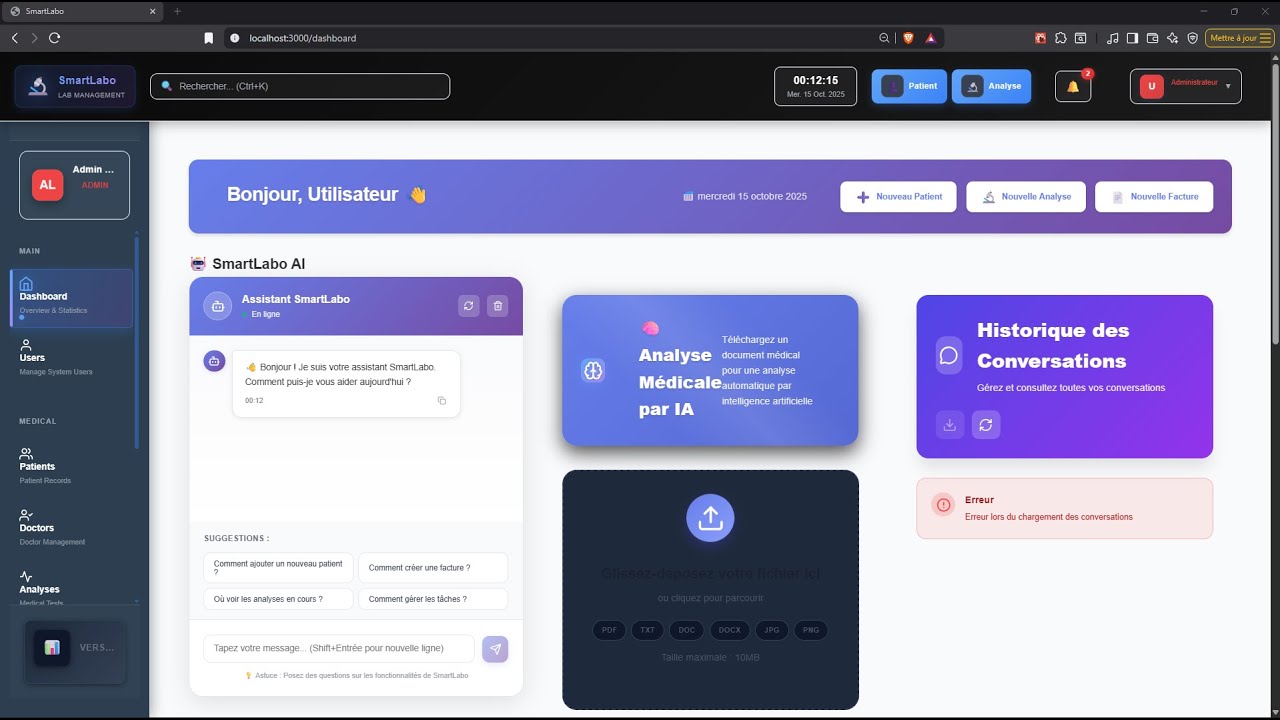 SmartLabo
localhost:3000/dashboard
Mettre à jour
SmartLabo
LAB MANAGEMENT
Rechercher... (Ctrl+K)
00:12:15
Mer. 15 Oct. 2025
Patient
Analyse
2
U
Administrateur
AL
Admin ...
ADMIN
MAIN
Dashboard
Overview & Statistics
Users
Manage System Users
MEDICAL
Patients
Patient Records
Doctors
Doctor Management
Analyses
Medical Tests
VERS...
Bonjour, Utilisateur
mercredi 15 octobre 2025
Nouveau Patient
Nouvelle Analyse
Nouvelle Facture
SmartLabo AI
Assistant SmartLabo
En ligne
Bonjour ! Je suis votre assistant SmartLabo.
Comment puis-je vous aider aujourd'hui ?
00:12
SUGGESTIONS :
Comment ajouter un nouveau patient
?
Comment créer une facture ?
Où voir les analyses en cours ?
Comment gérer les tâches ?
Tapez votre message... (Shift+Entrée pour nouvelle ligne)
Astuce : Posez des questions sur les fonctionnalités de SmartLabo
Analyse
Médicale
par IA
Téléchargez un
document médical
pour une analyse
automatique par
intelligence artificielle
Glissez-déposez votre fichier ici
ou cliquez pour parcourir
PDF
TXT
DOC
DOCX
JPG
PNG
Taille maximale : 10MB
Historique des
Conversations
Gérez et consultez toutes vos conversations
Erreur
Erreur lors du chargement des conversations